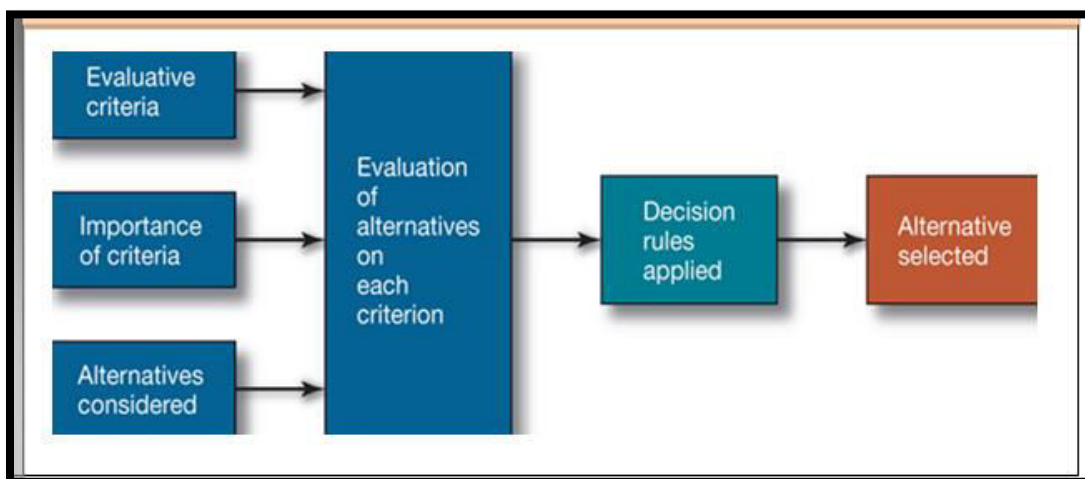 Evaluative
criteria
Importance
of criteria
Alternatives
considered
Evaluation
of
alternatives
on
each
criterion
Decision
rules
applied
Alternative
selected